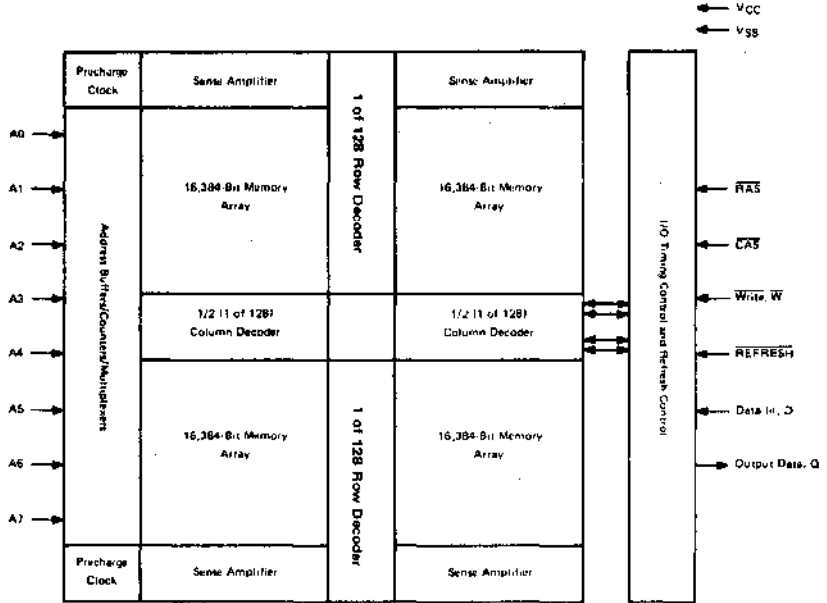 VCC
VSS
Precharge
Clock
Sense Amplifier
1 of 128 Row Decoder
Sense Amplifier
A0
A1
A2
A3
A4
A5
A6
A7
Address Buffers/Counters/Multiplexers
16,384-Bit Memory
Array
16,384-Bit Memory
Array
1/2 (1 of 128)
Column Decoder
1/2 (1 of 128)
Column Decoder
16,384-Bit Memory
Array
1 of 128 Row Decoder
16,384-Bit Memory
Array
Precharge
Clock
Sense Amplifier
Sense Amplifier
I/O Timing Control and Refresh Control
RAS
CAS
Write, W
REFRESH
Data In, D
Output Data, Q